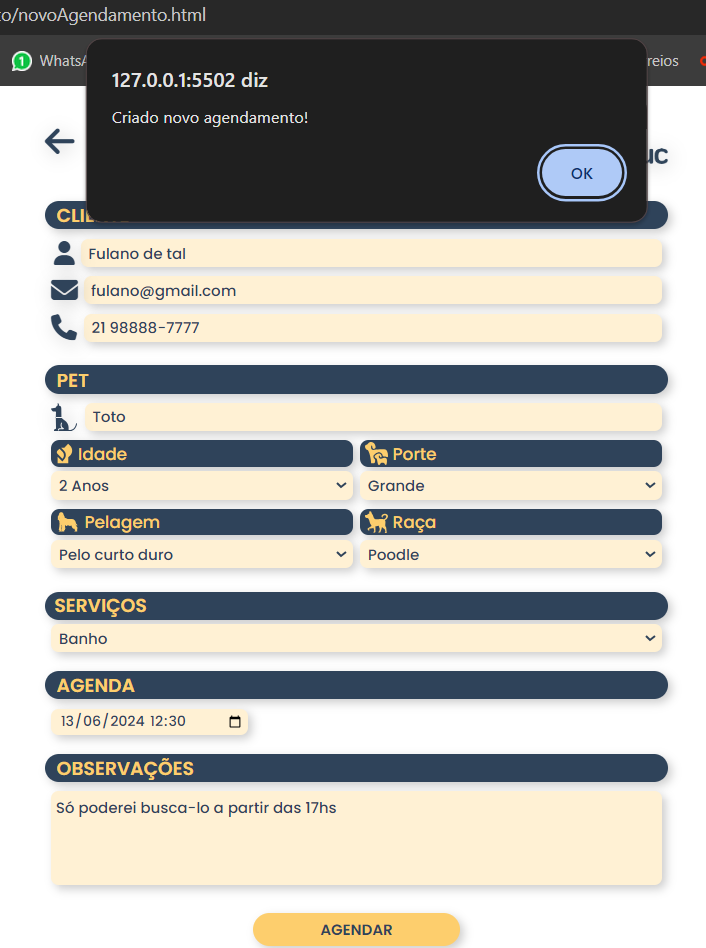 to/novoAgendamento.html
1 WhatsA
reios
127.0.0.1:5502 diz
Criado novo agendamento!
OK
uc
CLIENTE
Fulano de tal
fulano@gmail.com
21 98888-7777
PET
Toto
Idade Porte
2 Anos Grande
Pelagem Raça
Pelo curto duro Poodle
SERVIÇOS
Banho
AGENDA
13/06/2024 12:30
OBSERVAÇÕES
Só poderei busca-lo a partir das 17hs
AGENDAR